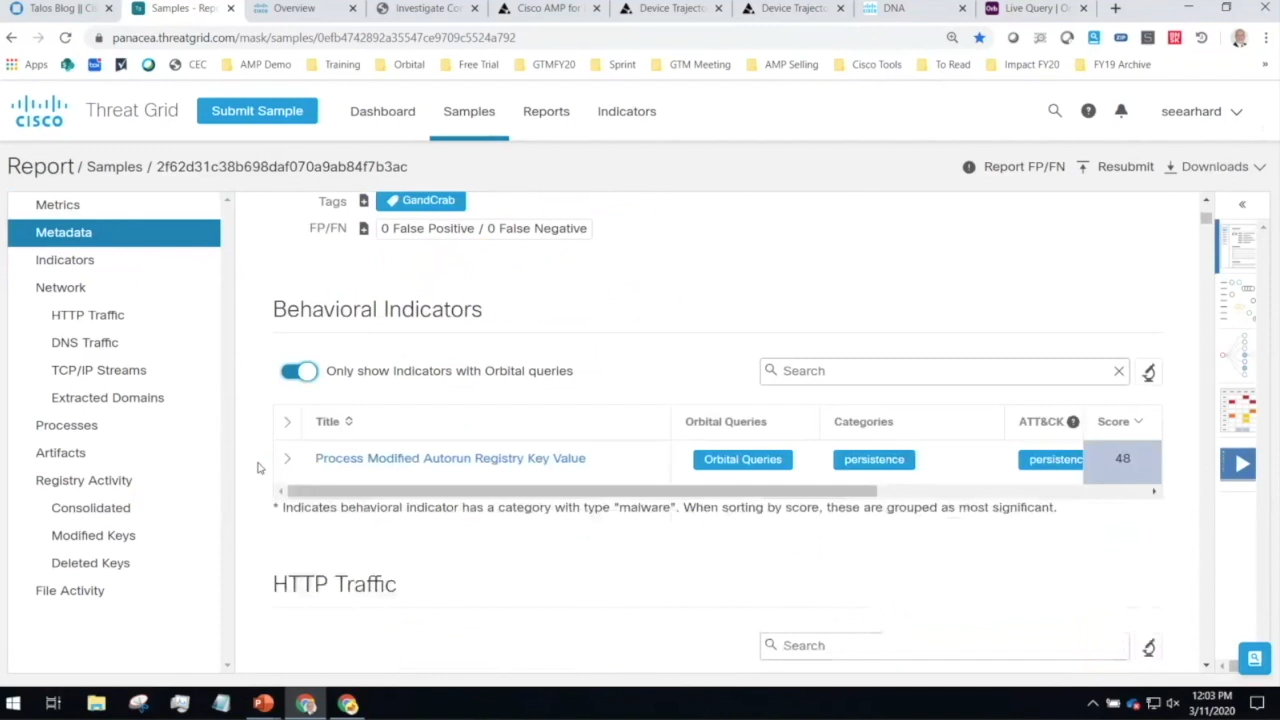 Talos Blog || Ci
Samples - Rep
Overview
Investigate Co
Cisco AMP for
Device Traject
Device Traject
DNA
Live Query | O
panacea.threatgrid.com/mask/samples/0efb4742892a35547ce9709c5524a792
Apps
CEC
AMP Demo
Training
Orbital
Free Trial
GTMFY20
Sprint
GTM Meeting
AMP Selling
Cisco Tools
To Read
Impact FY20
FY19 Archive
»
CISCO
Threat Grid
Submit Sample
Dashboard
Samples
Reports
Indicators
seearhard
Report / Samples / 2f62d31c38b698daf070a9ab84f7b3ac
Report FP/FN
Resubmit
Downloads
Metrics
Metadata
Indicators
Network
HTTP Traffic
DNS Traffic
TCP/IP Streams
Extracted Domains
Processes
Artifacts
Registry Activity
Consolidated
Modified Keys
Deleted Keys
File Activity
Tags
GandCrab
FP/FN
0 False Positive / 0 False Negative
Behavioral Indicators
Only show Indicators with Orbital queries
Search
Title
Orbital Queries
Categories
ATT&CK
Score
Process Modified Autorun Registry Key Value
Orbital Queries
persistence
persistenc
48
* Indicates behavioral indicator has a category with type "malware". When sorting by score, these are grouped as most significant.
HTTP Traffic
Search
12:03 PM
3/11/2020